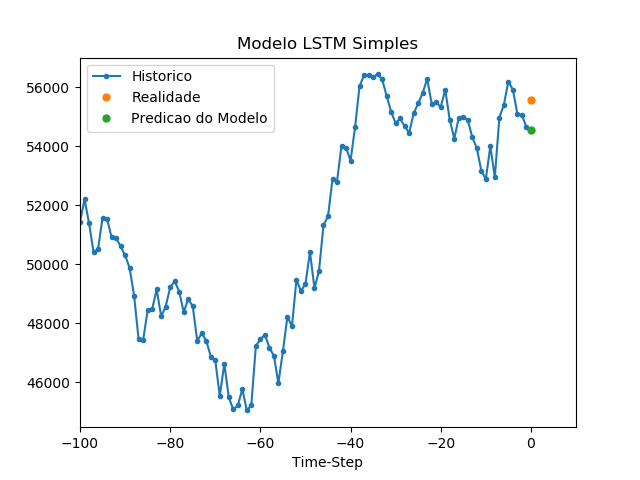 Modelo LSTM Simples
Historico
Realidade
Predicao do Modelo
56000
54000
52000
50000
48000
46000
−100 −80 −60 −40 −20 0
Time-Step